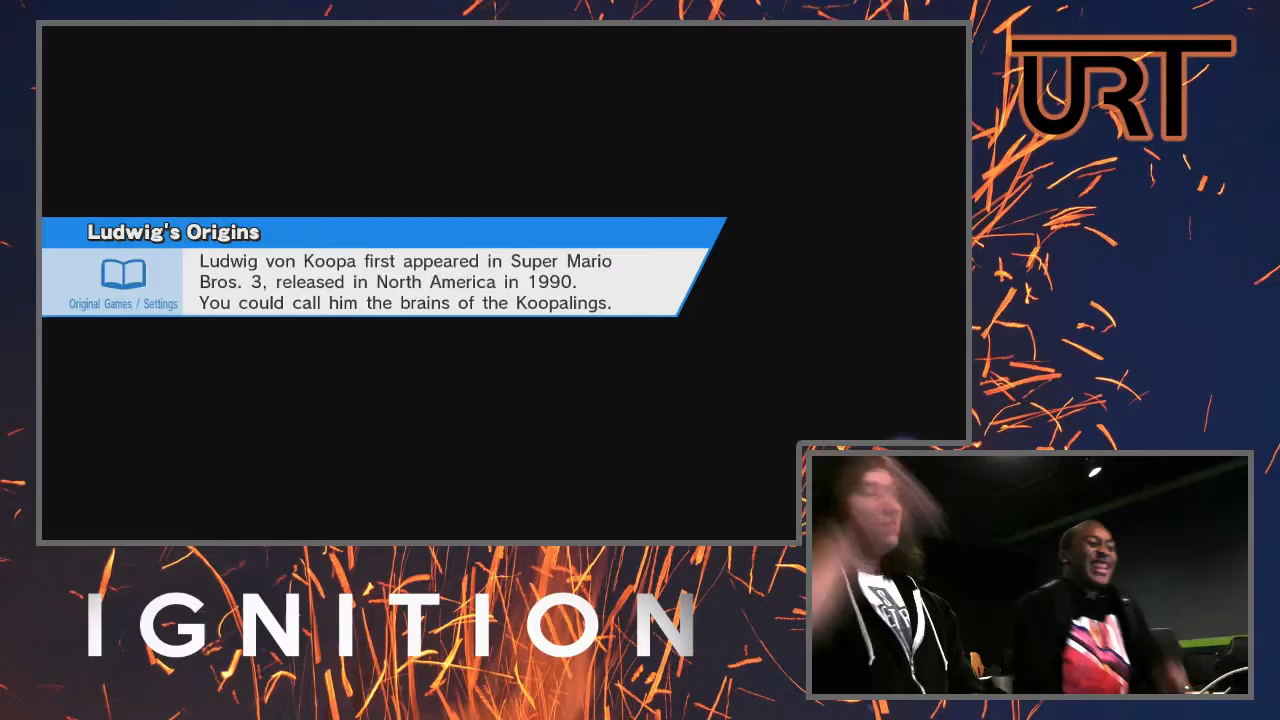 URT
Ludwig's Origins
Original Games / Settings
Ludwig von Koopa first appeared in Super Mario
Bros. 3, released in North America in 1990.
You could call him the brains of the Koopalings.
IGNITION